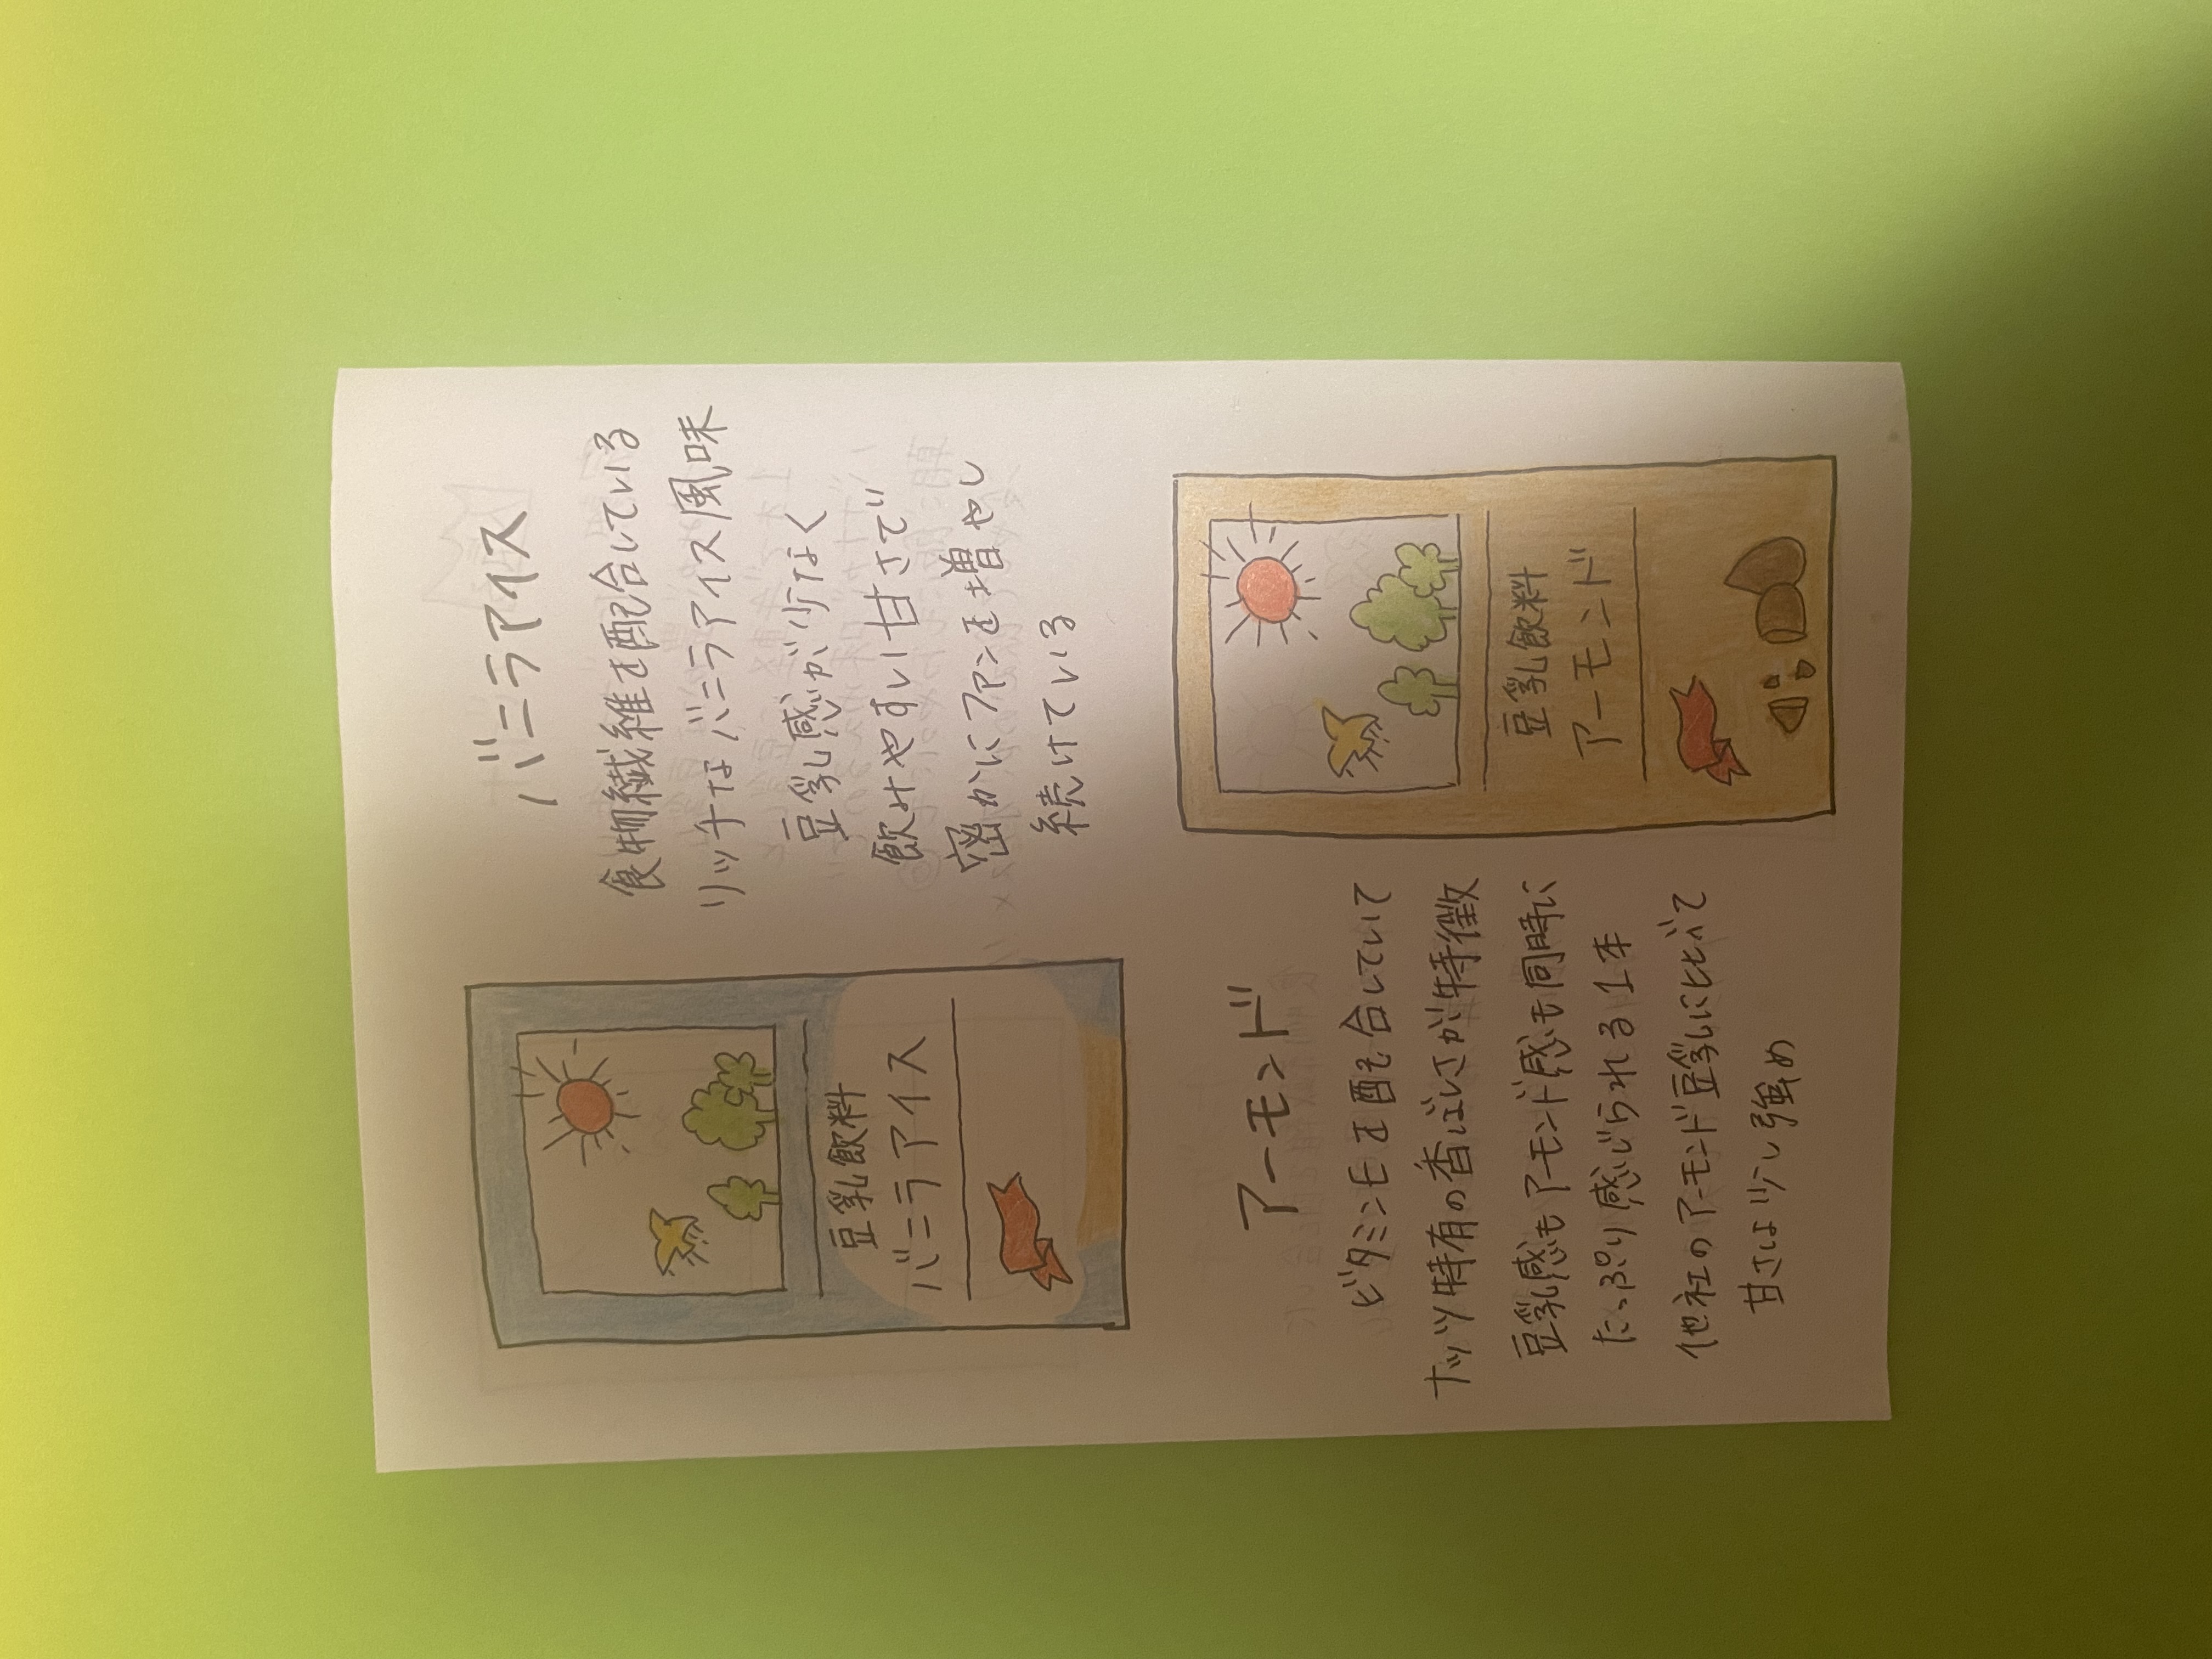 豆乳飲料
バニラアイス
バニラアイス
食物繊維を配合している
リッチなバニラアイス風味
豆乳感が少なく
飲みやすい甘さで
密かにファンを増やし
続けている
アーモンド
ビタミンEを配合していて
ナッツ特有の香ばしさが特徴
豆乳感もアーモンド感も同時に
たっぷり感じられる1本
他社のアーモンド豆乳に比べて
甘さは少し強め
豆乳飲料
アーモンド